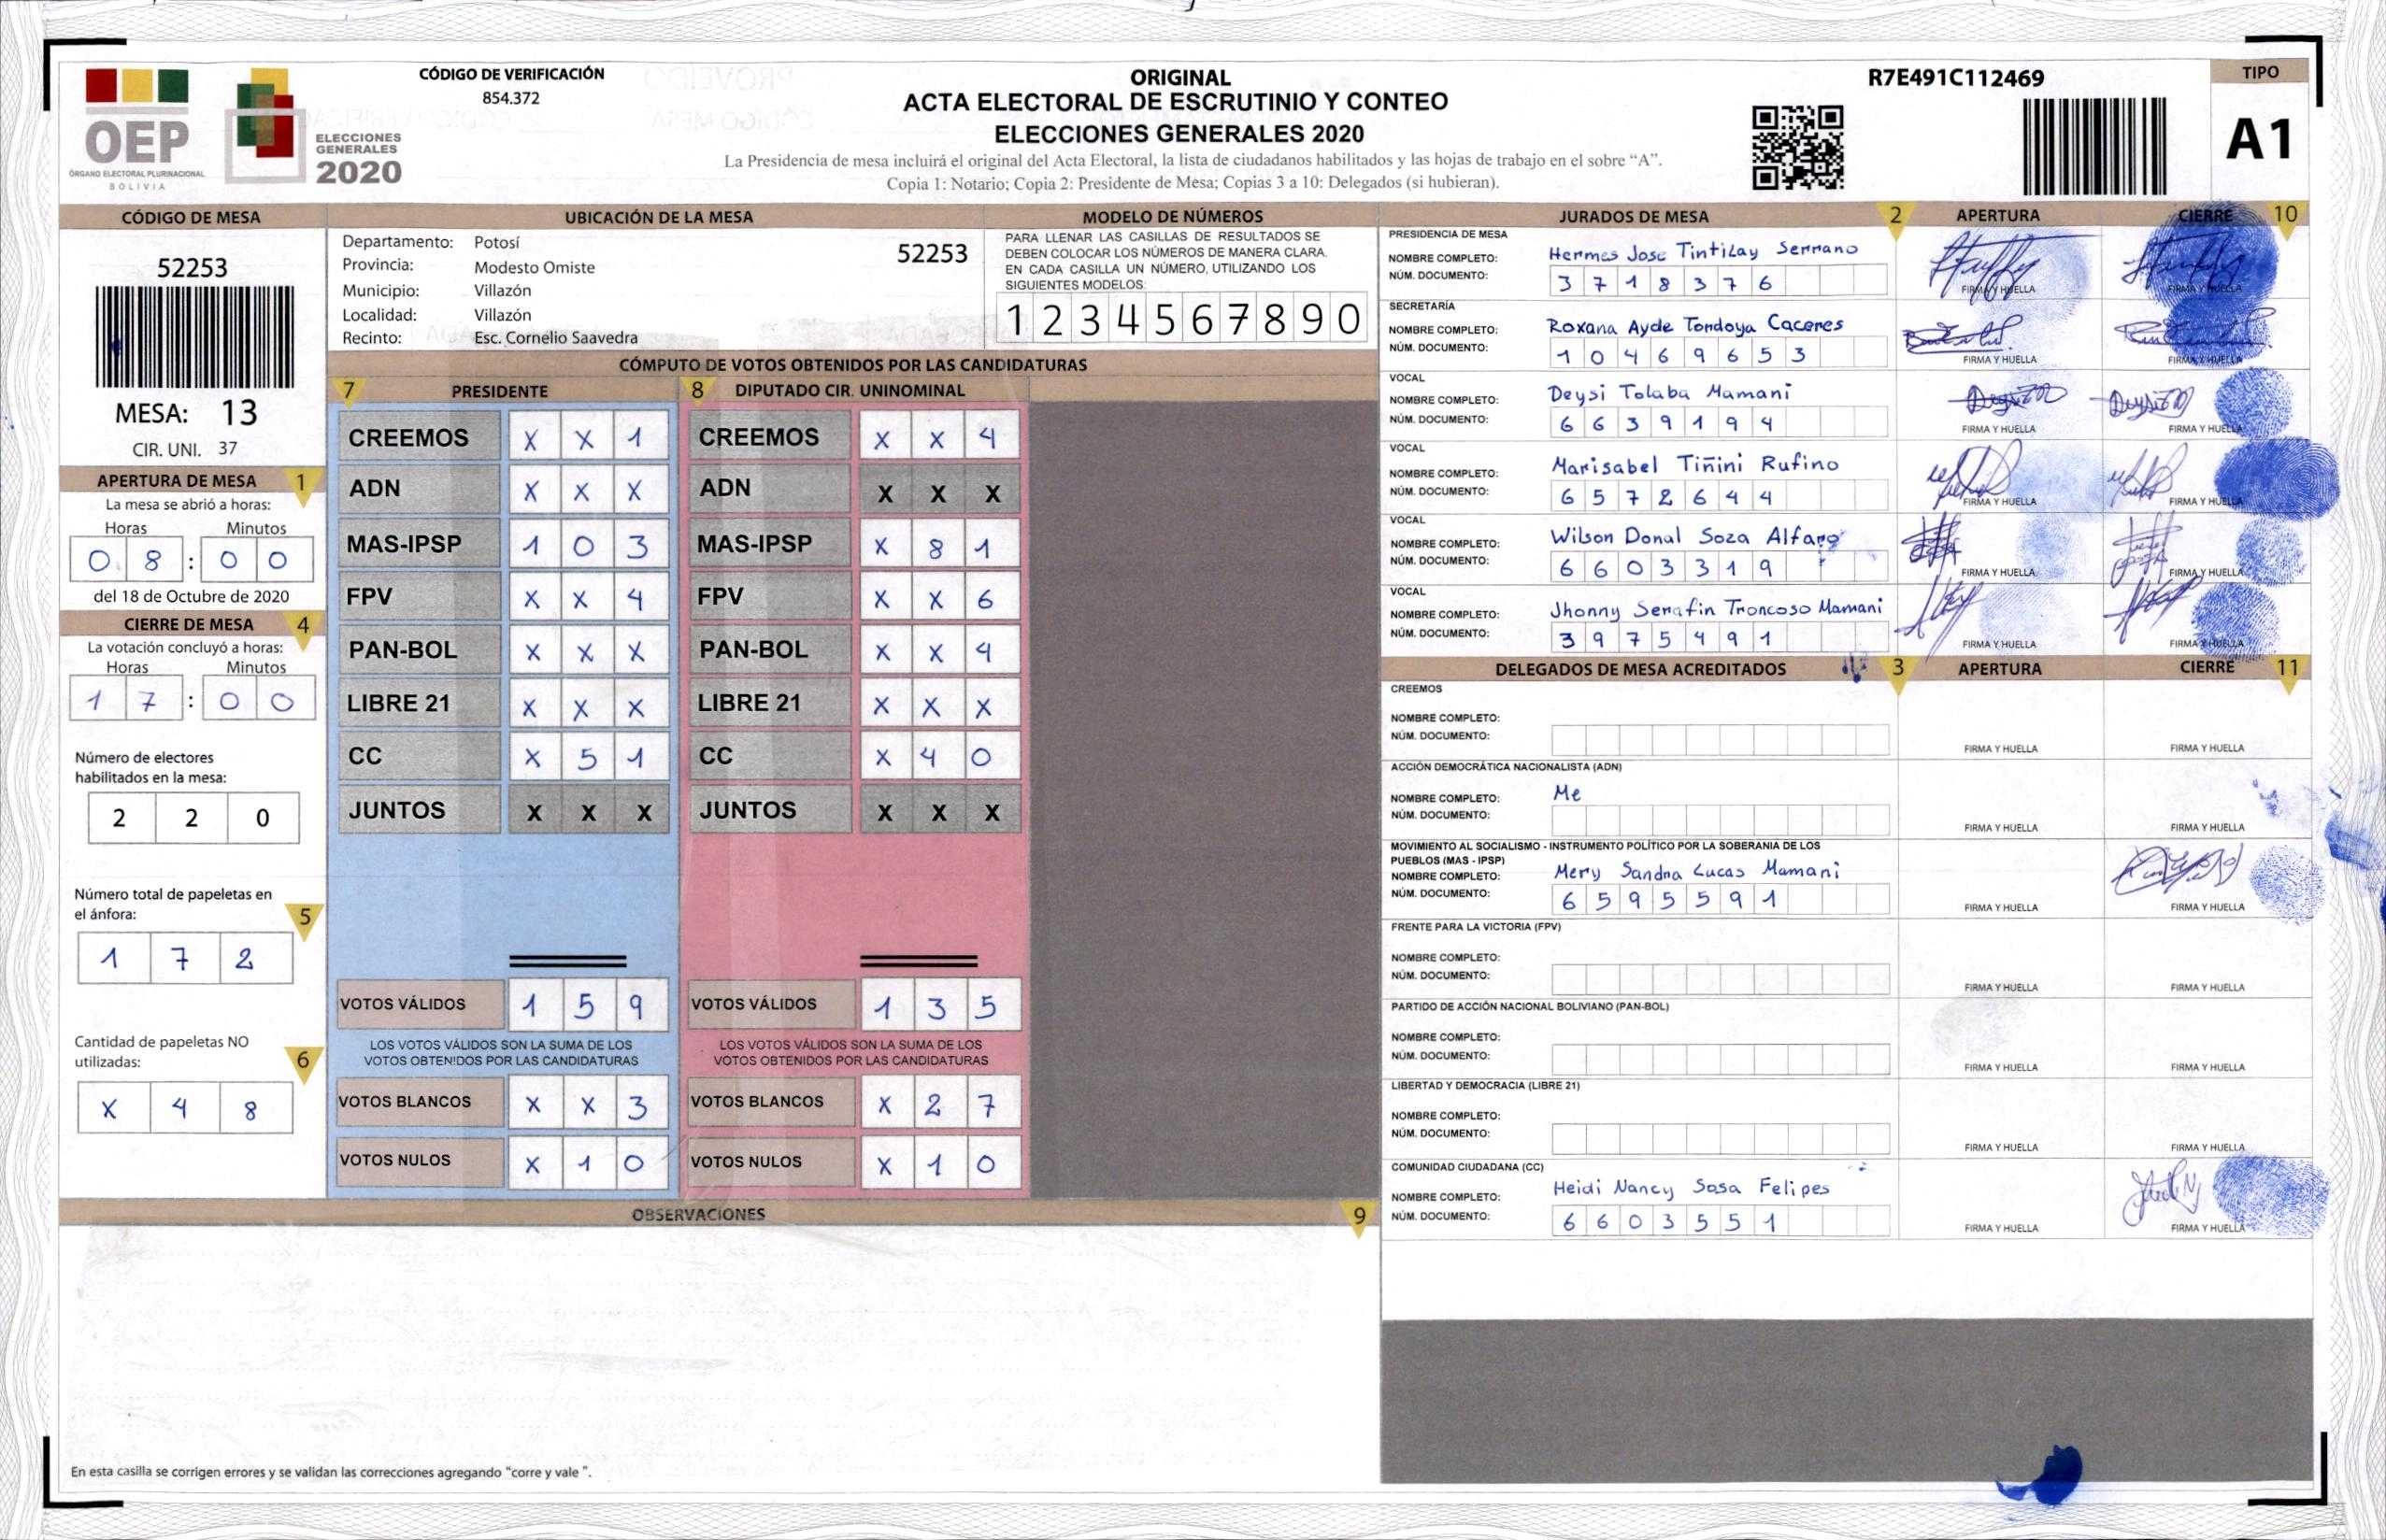 OEP
ÓRGANO ELECTORAL PLURINACIONAL
BOLIVIA
ELECCIONES
GENERALES
2020
CÓDIGO DE VERIFICACIÓN
854.372
ORIGINAL
ACTA ELECTORAL DE ESCRUTINIO Y CONTEO
ELECCIONES GENERALES 2020
La Presidencia de mesa incluirá el original del Acta Electoral, la lista de ciudadanos habilitados y las hojas de trabajo en el sobre “A”.
Copia 1: Notario; Copia 2: Presidente de Mesa; Copias 3 a 10: Delegados (si hubieran).
R7E491C112469
TIPO
A1
CÓDIGO DE MESA
52253
MESA: 13
CIR. UNI. 37
APERTURA DE MESA 1
La mesa se abrió a horas:
Horas Minutos
0 8 : 0 0
del 18 de Octubre de 2020
CIERRE DE MESA 4
La votación concluyó a horas:
Horas Minutos
1 7 : 0 0
Número de electores
habilitados en la mesa:
2 2 0
Número total de papeletas en
el ánfora: 5
1 7 2
Cantidad de papeletas NO
utilizadas: 6
X 4 8
UBICACIÓN DE LA MESA
Departamento: Potosí
52253
Provincia: Modesto Omiste
Municipio: Villazón
Localidad: Villazón
Recinto: Esc. Cornelio Saavedra
MODELO DE NÚMEROS
PARA LLENAR LAS CASILLAS DE RESULTADOS SE
DEBEN COLOCAR LOS NÚMEROS DE MANERA CLARA.
EN CADA CASILLA UN NÚMERO, UTILIZANDO LOS
SIGUIENTES MODELOS:
1 2 3 4 5 6 7 8 9 0
CÓMPUTO DE VOTOS OBTENIDOS POR LAS CANDIDATURAS
7 PRESIDENTE
CREEMOS X X 1
ADN X X X
MAS-IPSP 1 0 3
FPV X X 4
PAN-BOL X X X
LIBRE 21 X X X
CC X 5 1
JUNTOS X X X
VOTOS VÁLIDOS 1 5 9
LOS VOTOS VÁLIDOS SON LA SUMA DE LOS
VOTOS OBTENIDOS POR LAS CANDIDATURAS
VOTOS BLANCOS X X 3
VOTOS NULOS X 1 0
8 DIPUTADO CIR. UNINOMINAL
CREEMOS X X 4
ADN X X X
MAS-IPSP X 8 1
FPV X X 6
PAN-BOL X X 4
LIBRE 21 X X X
CC X 4 0
JUNTOS X X X
VOTOS VÁLIDOS 1 3 5
LOS VOTOS VÁLIDOS SON LA SUMA DE LOS
VOTOS OBTENIDOS POR LAS CANDIDATURAS
VOTOS BLANCOS X 2 7
VOTOS NULOS X 1 0
OBSERVACIONES 9
En esta casilla se corrigen errores y se validan las correcciones agregando “corre y vale ”.
JURADOS DE MESA 2 APERTURA CIERRE 10
PRESIDENCIA DE MESA
NOMBRE COMPLETO: Hermes Jose Tintilay Serrano
NÚM. DOCUMENTO: 3 7 1 8 3 7 6
FIRMA Y HUELLA FIRMA Y HUELLA
SECRETARÍA
NOMBRE COMPLETO: Roxana Ayde Tondoya Caceres
NÚM. DOCUMENTO: 1 0 4 6 9 6 5 3
FIRMA Y HUELLA FIRMA Y HUELLA
VOCAL
NOMBRE COMPLETO: Deysi Tolaba Mamani
NÚM. DOCUMENTO: 6 6 3 9 1 9 4
FIRMA Y HUELLA FIRMA Y HUELLA
VOCAL
NOMBRE COMPLETO: Marisabel Tiñini Rufino
NÚM. DOCUMENTO: 6 5 7 2 6 4 4
FIRMA Y HUELLA FIRMA Y HUELLA
VOCAL
NOMBRE COMPLETO: Wilson Donal Soza Alfaro
NÚM. DOCUMENTO: 6 6 0 3 3 1 9
FIRMA Y HUELLA FIRMA Y HUELLA
VOCAL
NOMBRE COMPLETO: Jhonny Serafin Troncoso Mamani
NÚM. DOCUMENTO: 3 9 7 5 4 9 1
FIRMA Y HUELLA FIRMA Y HUELLA
DELEGADOS DE MESA ACREDITADOS 3 APERTURA CIERRE 11
CREEMOS
NOMBRE COMPLETO:
NÚM. DOCUMENTO:
FIRMA Y HUELLA FIRMA Y HUELLA
ACCIÓN DEMOCRÁTICA NACIONALISTA (ADN)
NOMBRE COMPLETO: Me
NÚM. DOCUMENTO:
FIRMA Y HUELLA FIRMA Y HUELLA
MOVIMIENTO AL SOCIALISMO - INSTRUMENTO POLÍTICO POR LA SOBERANIA DE LOS
PUEBLOS (MAS - IPSP)
NOMBRE COMPLETO: Mery Sandra Lucas Mamani
NÚM. DOCUMENTO: 6 5 9 5 5 9 1
FIRMA Y HUELLA FIRMA Y HUELLA
FRENTE PARA LA VICTORIA (FPV)
NOMBRE COMPLETO:
NÚM. DOCUMENTO:
FIRMA Y HUELLA FIRMA Y HUELLA
PARTIDO DE ACCIÓN NACIONAL BOLIVIANO (PAN-BOL)
NOMBRE COMPLETO:
NÚM. DOCUMENTO:
FIRMA Y HUELLA FIRMA Y HUELLA
LIBERTAD Y DEMOCRACIA (LIBRE 21)
NOMBRE COMPLETO:
NÚM. DOCUMENTO:
FIRMA Y HUELLA FIRMA Y HUELLA
COMUNIDAD CIUDADANA (CC)
NOMBRE COMPLETO: Heidi Nancy Sosa Felipes
NÚM. DOCUMENTO: 6 6 0 3 5 5 1
FIRMA Y HUELLA FIRMA Y HUELLA